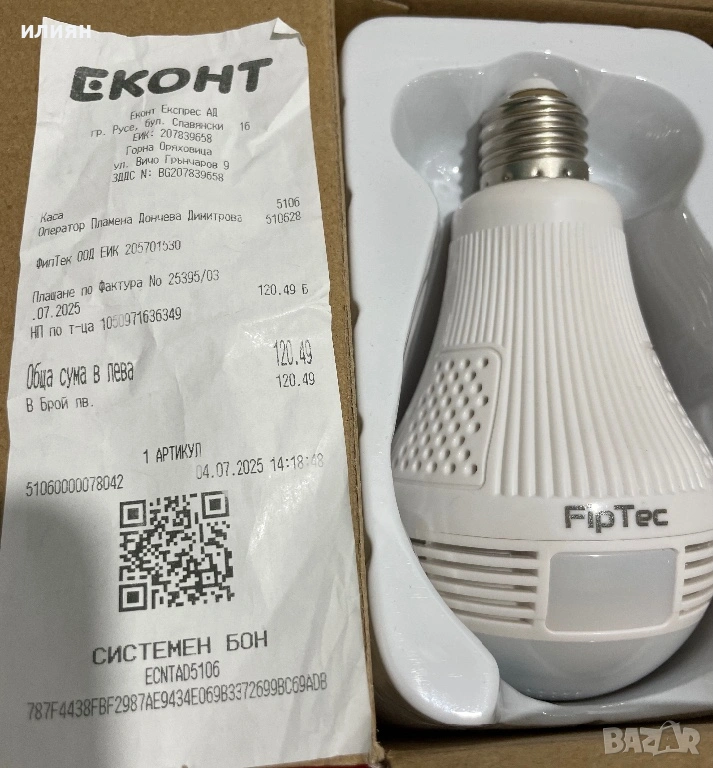 илиян
ЕКОНТ
Еконт Експрес АД
гр. Русе, бул. Славянски 16
ЕИК: 207839658
Горна Оряховица
ул. Вичо Грънчаров 9
ЗДДС N: BG207839658
Каса 5106
Оператор Пламена Дончева Димитрова 510628
ФипТек ООД ЕИК 205701530
Плащане по Фактура No 25395/03
.07.2025 120.49 Б
НП по т-ца 1050971636349
Обща сума в лева 120.49
В Брой лв. 120.49
1 АРТИКУЛ
51060000078042 04.07.2025 14:18:48
СИСТЕМЕН БОН
ECNTAD5106
787F4438FBF2987AE9434E069B3372699BC69ADB
FipTec
BAZAR